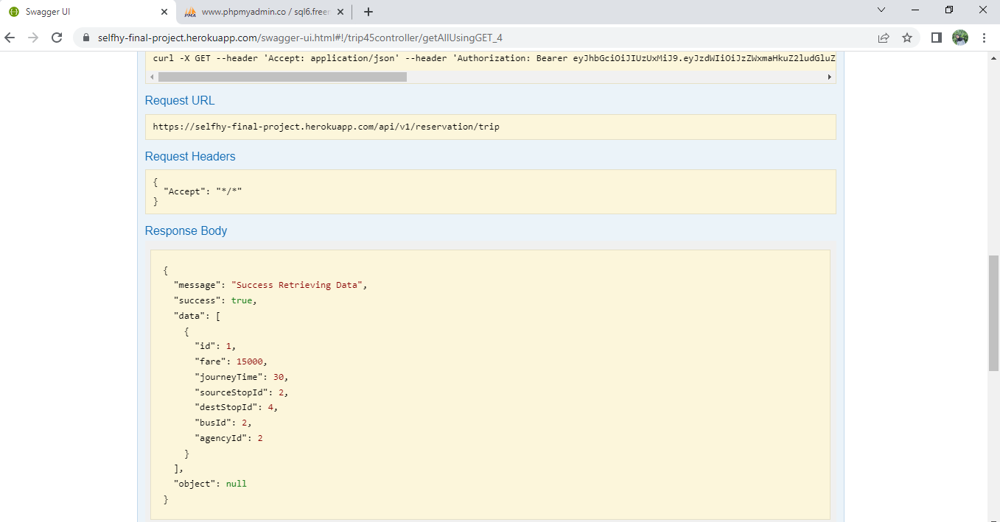 Swagger UI
PMA
www.phpmyadmin.co / sql6.freer
selfhy-final-project.herokuapp.com/swagger-ui.html#!/trip45controller/getAllUsingGET_4
curl -X GET --header 'Accept: application/json' --header 'Authorization: Bearer eyJhbGciOiJIUzUxMiJ9.eyJzdWIiOiJzZWxmaHkuZ2ludGluZ
Request URL
https://selfhy-final-project.herokuapp.com/api/v1/reservation/trip
Request Headers
{
"Accept": "*/*"
}
Response Body
{
"message": "Success Retrieving Data",
"success": true,
"data": [
{
"id": 1,
"fare": 15000,
"journeyTime": 30,
"sourceStopId": 2,
"destStopId": 4,
"busId": 2,
"agencyId": 2
}
],
"object": null
}